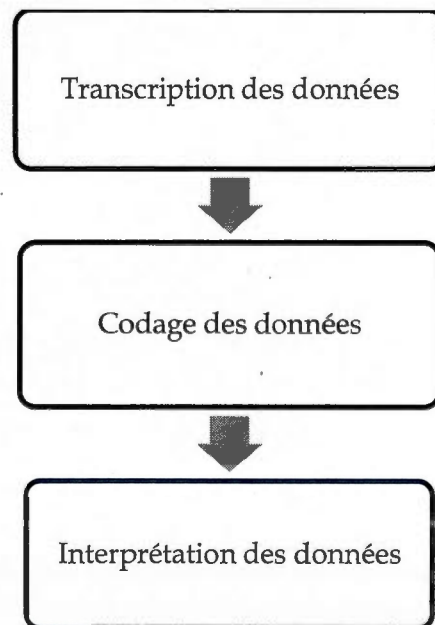 Transcription des données
Codage des données
Interprétation des données